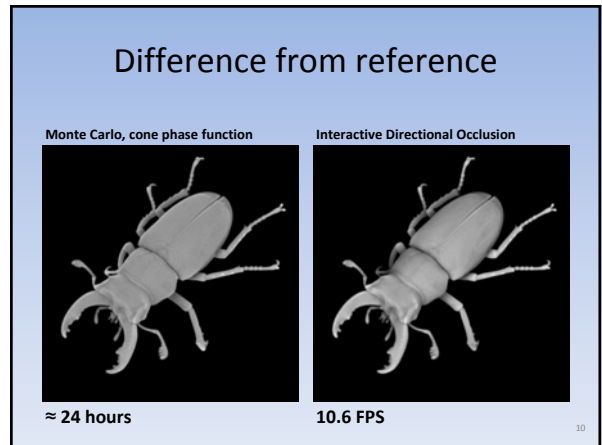 Difference from reference
Monte Carlo, cone phase function
Interactive Directional Occlusion
≈ 24 hours
10.6 FPS
10